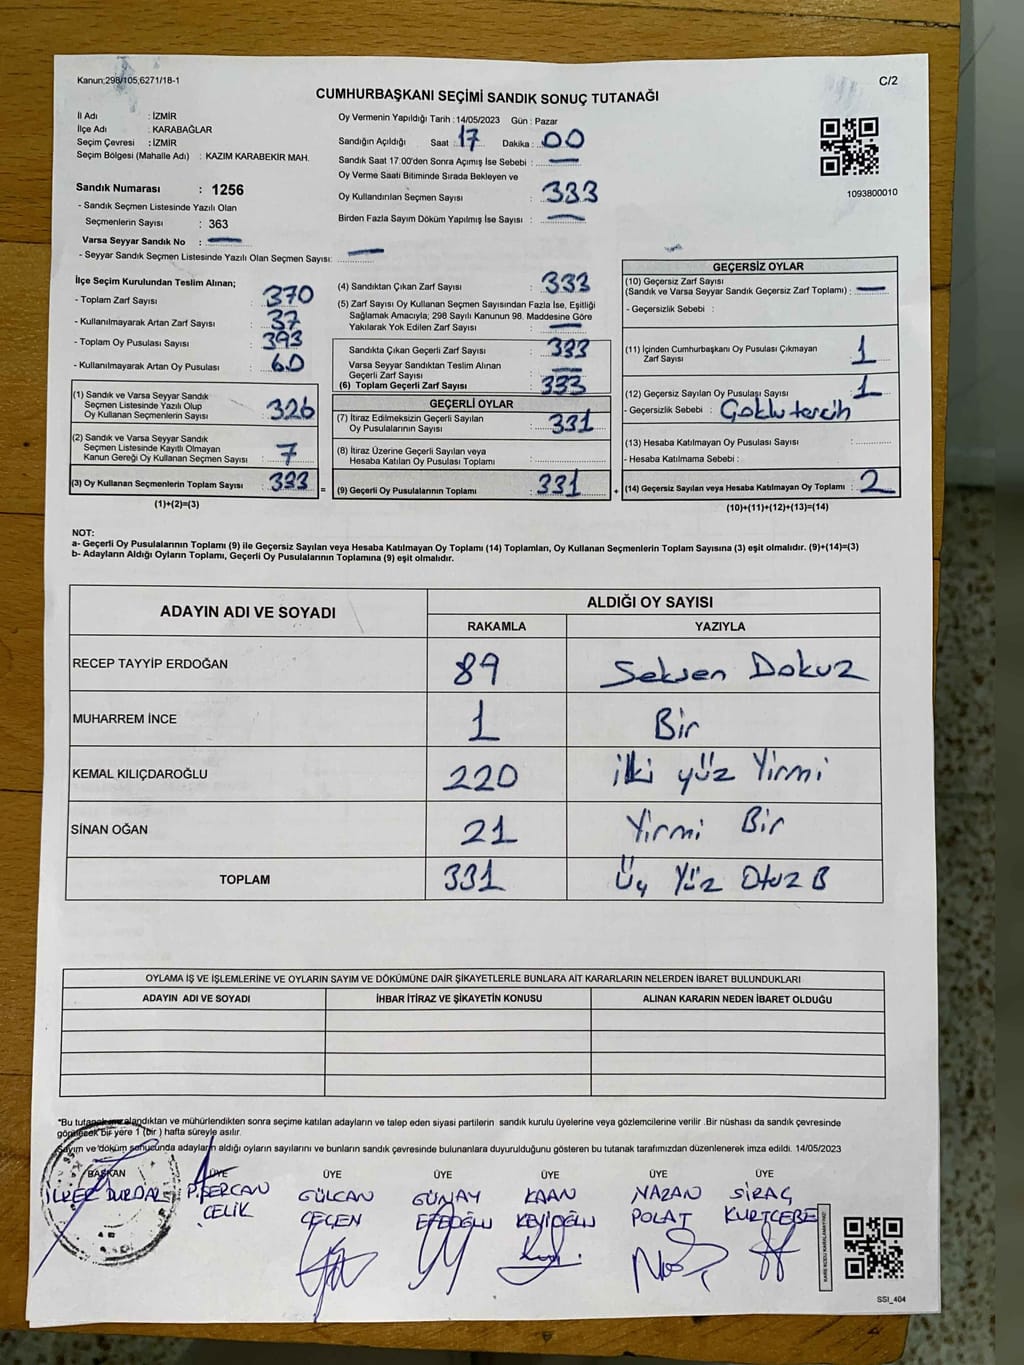 Kanun:298/105,6271/18-1
C/2
CUMHURBAŞKANI SEÇİMİ SANDIK SONUÇ TUTANAĞI
İl Adı : İZMİR
İlçe Adı : KARABAĞLAR
Seçim Çevresi : İZMİR
Seçim Bölgesi (Mahalle Adı) : KAZIM KARABEKİR MAH.
Sandık Numarası : 1256
- Sandık Seçmen Listesinde Yazılı Olan
Seçmenlerin Sayısı : 363
Varsa Seyyar Sandık No :
- Seyyar Sandık Seçmen Listesinde Yazılı Olan Seçmen Sayısı:
Oy Vermenin Yapıldığı Tarih :14/05/2023 Gün : Pazar
Sandığın Açıldığı Saat : 17 Dakika : 00
Sandık Saat 17:00'den Sonra Açımış İse Sebebi :
Oy Verme Saati Bitiminde Sırada Bekleyen ve
Oy Kullandırılan Seçmen Sayısı : 333
Birden Fazla Sayım Döküm Yapılmış İse Sayısı :
1093800010
İlçe Seçim Kurulundan Teslim Alınan;
- Toplam Zarf Sayısı : 370
- Kullanılmayarak Artan Zarf Sayısı : 37
- Toplam Oy Pusulası Sayısı : 393
- Kullanılmayarak Artan Oy Pusulası : 60
(1) Sandık ve Varsa Seyyar Sandık
Seçmen Listesinde Yazılı Olup
Oy Kullanan Seçmenlerin Sayısı : 326
(2) Sandık ve Varsa Seyyar Sandık
Seçmen Listesinde Kayıtlı Olmayan
Kanun Gereği Oy Kullanan Seçmen Sayısı : 7
(3) Oy Kullanan Seçmenlerin Toplam Sayısı : 333 =
(1)+(2)=(3)
(4) Sandıktan Çıkan Zarf Sayısı : 333
(5) Zarf Sayısı Oy Kullanan Seçmen Sayısından Fazla İse, Eşitliği
Sağlamak Amacıyla; 298 Sayılı Kanunun 98. Maddesine Göre
Yakılarak Yok Edilen Zarf Sayısı :
Sandıkta Çıkan Geçerli Zarf Sayısı : 333
Varsa Seyyar Sandıktan Teslim Alınan
Geçerli Zarf Sayısı :
(6) Toplam Geçerli Zarf Sayısı : 333
GEÇERLİ OYLAR
(7) İtiraz Edilmeksizin Geçerli Sayılan
Oy Pusulalarının Sayısı : 331
(8) İtiraz Üzerine Geçerli Sayılan veya
Hesaba Katılan Oy Pusulası Toplamı :
(9) Geçerli Oy Pusulalarının Toplamı : 331 +
GEÇERSİZ OYLAR
(10) Geçersiz Zarf Sayısı
(Sandık ve Varsa Seyyar Sandık Geçersiz Zarf Toplamı) :
- Geçersizlik Sebebi :
(11) İçinden Cumhurbaşkanı Oy Pusulası Çıkmayan
Zarf Sayısı : 1
(12) Geçersiz Sayılan Oy Pusulası Sayısı : 1
- Geçersizlik Sebebi : Çoklu tercih
(13) Hesaba Katılmayan Oy Pusulası Sayısı :
- Hesaba Katılmama Sebebi :
(14) Geçersiz Sayılan veya Hesaba Katılmayan Oy Toplamı : 2
(10)+(11)+(12)+(13)=(14)
NOT:
a- Geçerli Oy Pusulalarının Toplamı (9) ile Geçersiz Sayılan veya Hesaba Katılmayan Oy Toplamı (14) Toplamları, Oy Kullanan Seçmenlerin Toplam Sayısına (3) eşit olmalıdır. (9)+(14)=(3)
b- Adayların Aldığı Oyların Toplamı, Geçerli Oy Pusulalarının Toplamına (9) eşit olmalıdır.
ADAYIN ADI VE SOYADI
ALDIĞI OY SAYISI
RAKAMLA YAZIYLA
RECEP TAYYİP ERDOĞAN 89 Seksen Dokuz
MUHARREM İNCE 1 Bir
KEMAL KILIÇDAROĞLU 220 iki yüz Yirmi
SİNAN OĞAN 21 Yirmi Bir
TOPLAM 331 Üç Yüz Otuz B
OYLAMA İŞ VE İŞLEMLERİNE VE OYLARIN SAYIM VE DÖKÜMÜNE DAİR ŞİKAYETLERLE BUNLARA AİT KARARLARIN NELERDEN İBARET BULUNDUKLARI
ADAYIN ADI VE SOYADI İHBAR İTİRAZ VE ŞİKAYETİN KONUSU ALINAN KARARIN NEDEN İBARET OLDUĞU
*Bu tutanak imzalandıktan ve mühürlendikten sonra seçime katılan adayların ve talep eden siyasi partilerin sandık kurulu üyelerine veya gözlemcilerine verilir .Bir nüshası da sandık çevresinde
görülecek bir yere 1 (bir ) hafta süreyle asılır.
Sayım ve döküm sonucunda adayların aldığı oyların sayılarını ve bunların sandık çevresinde bulunanlara duyurulduğunu gösteren bu tutanak tarafımızdan düzenlenerek imza edildi. 14/05/2023
BAŞKAN ÜYE ÜYE ÜYE ÜYE ÜYE ÜYE
P.SERCAN GÜLCAN GÜNAY KAAN NAZAN SİRAÇ
ÇELİK ÇEÇEN EFEOĞLU POLAT KURTCEBE
SSI_404